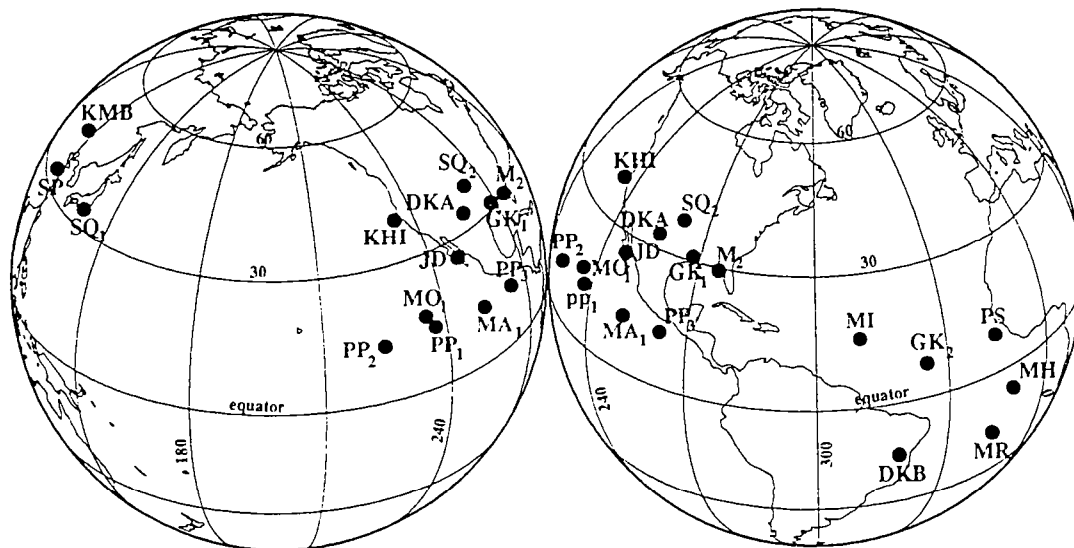 KMB
60
SP
SQ₂
M₂
DKA
SQ₁
GK₁
KHI
JD
30
PP₃
MO₁
MA₁
PP₁
PP₂
equator
180
240
60
KHI
SQ₂
DKA
PP₂
JD
MO₁
30
GK₁
M₂
PP₁
MA₁
PP₃
MI
PS
GK₂
MH
240
equator
0
MR
300
DKB